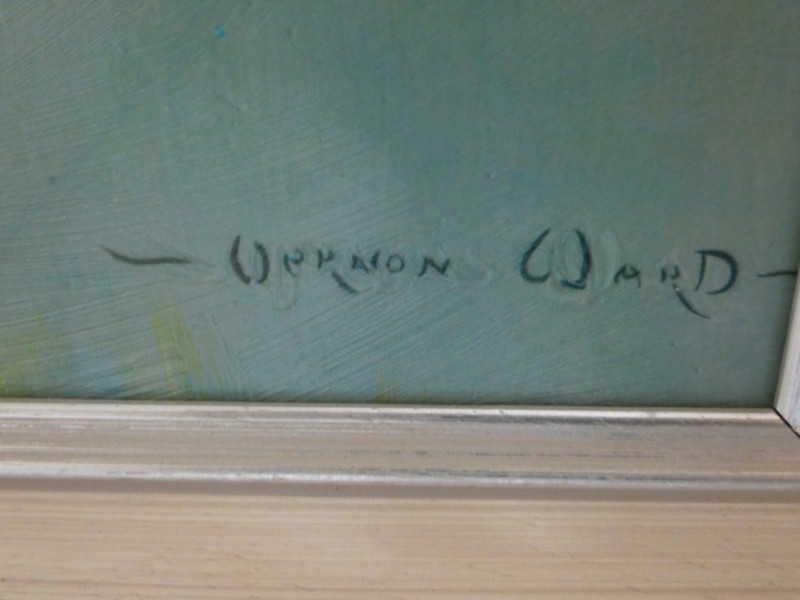 — VERNON WARD —